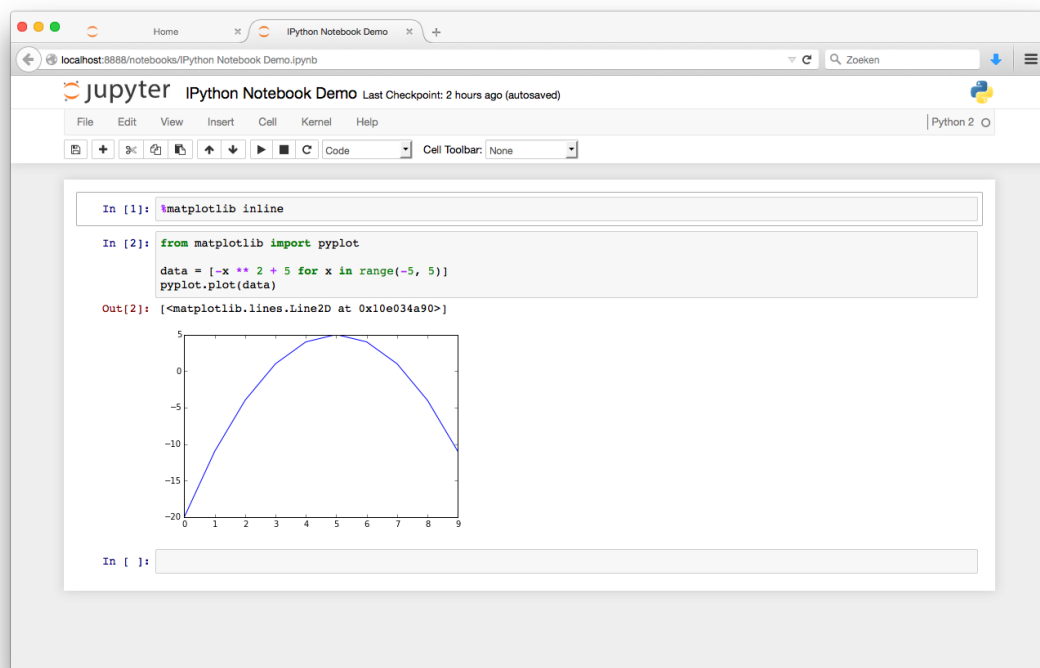 Home
IPython Notebook Demo
localhost:8888/notebooks/IPython Notebook Demo.ipynb
Zoeken
jupyter IPython Notebook Demo Last Checkpoint: 2 hours ago (autosaved)
File Edit View Insert Cell Kernel Help Python 2
Code Cell Toolbar: None
In [1]: %matplotlib inline
In [2]: from matplotlib import pyplot
data = [-x ** 2 + 5 for x in range(-5, 5)]
pyplot.plot(data)
Out[2]: [<matplotlib.lines.Line2D at 0x10e034a90>]
5
0
−5
−10
−15
−20
0 1 2 3 4 5 6 7 8 9
In [ ]: